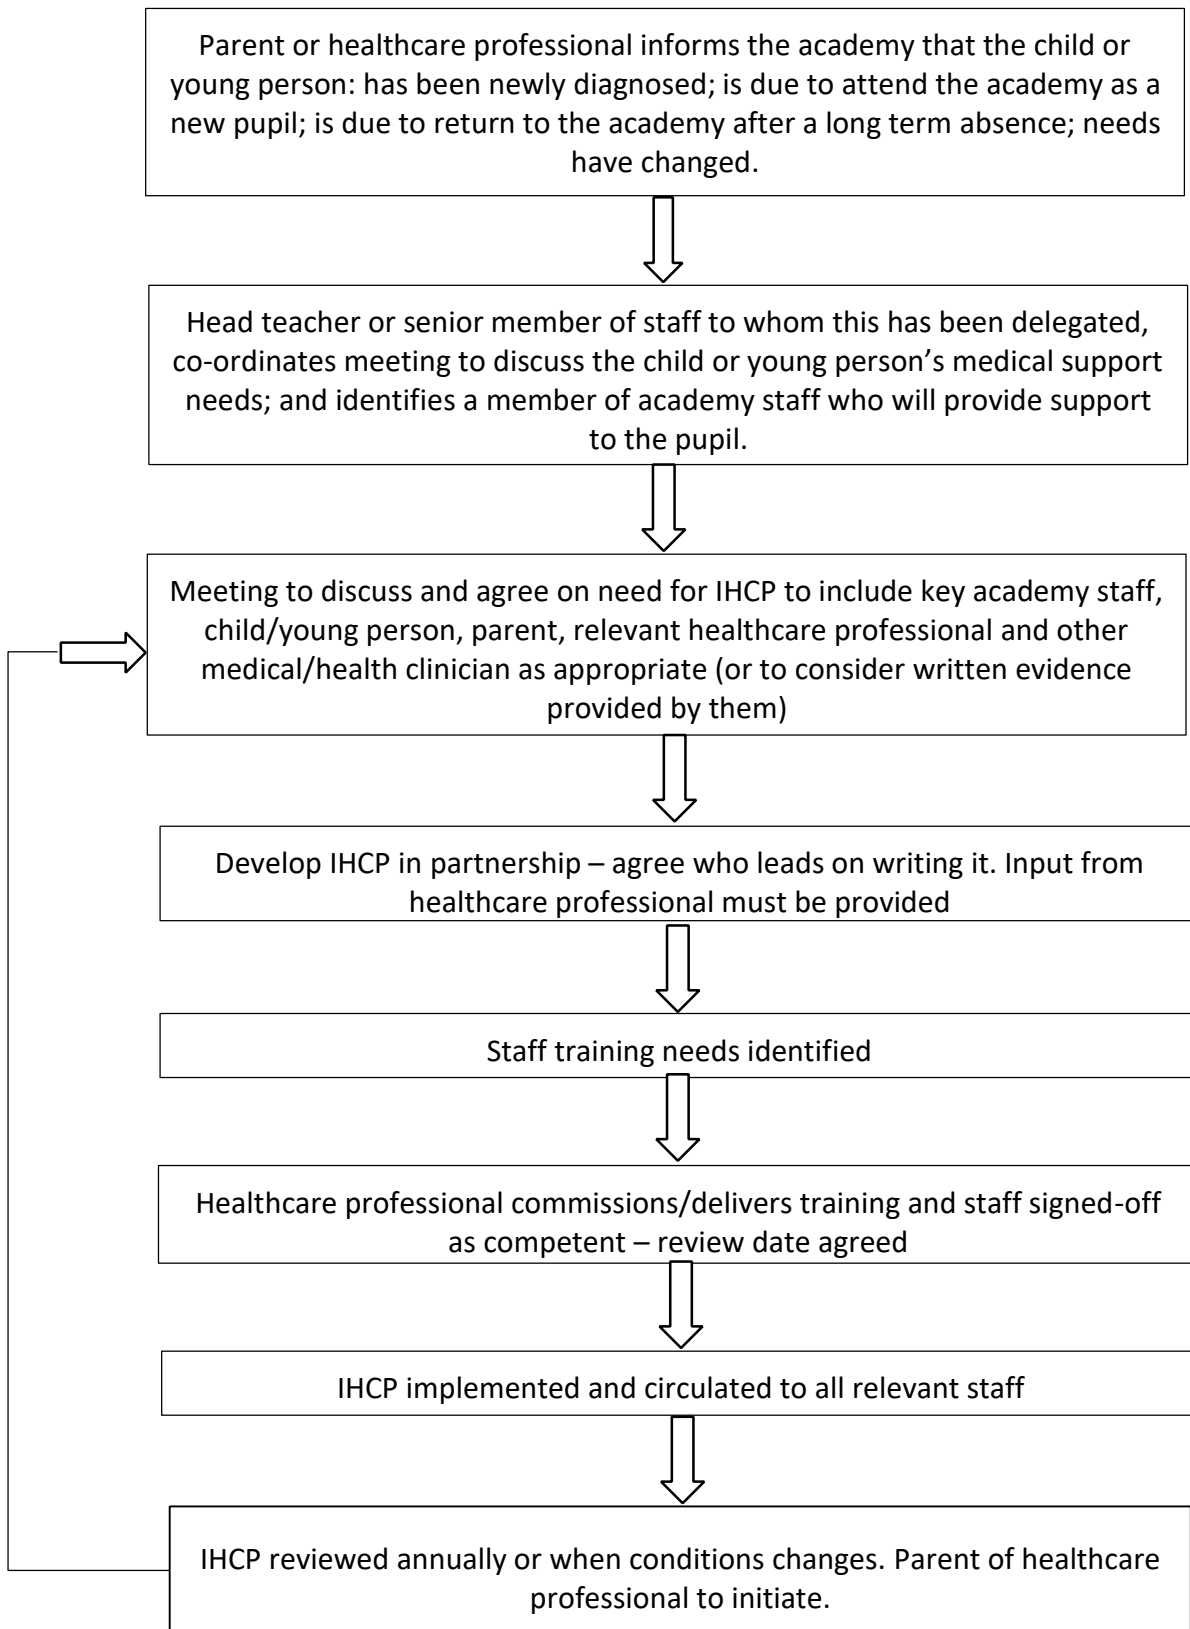 Parent or healthcare professional informs the academy that the child or
young person: has been newly diagnosed; is due to attend the academy as a
new pupil; is due to return to the academy after a long term absence; needs
have changed.
Head teacher or senior member of staff to whom this has been delegated,
co-ordinates meeting to discuss the child or young person’s medical support
needs; and identifies a member of academy staff who will provide support
to the pupil.
Meeting to discuss and agree on need for IHCP to include key academy staff,
child/young person, parent, relevant healthcare professional and other
medical/health clinician as appropriate (or to consider written evidence
provided by them)
Develop IHCP in partnership – agree who leads on writing it. Input from
healthcare professional must be provided
Staff training needs identified
Healthcare professional commissions/delivers training and staff signed-off
as competent – review date agreed
IHCP implemented and circulated to all relevant staff
IHCP reviewed annually or when conditions changes. Parent of healthcare
professional to initiate.